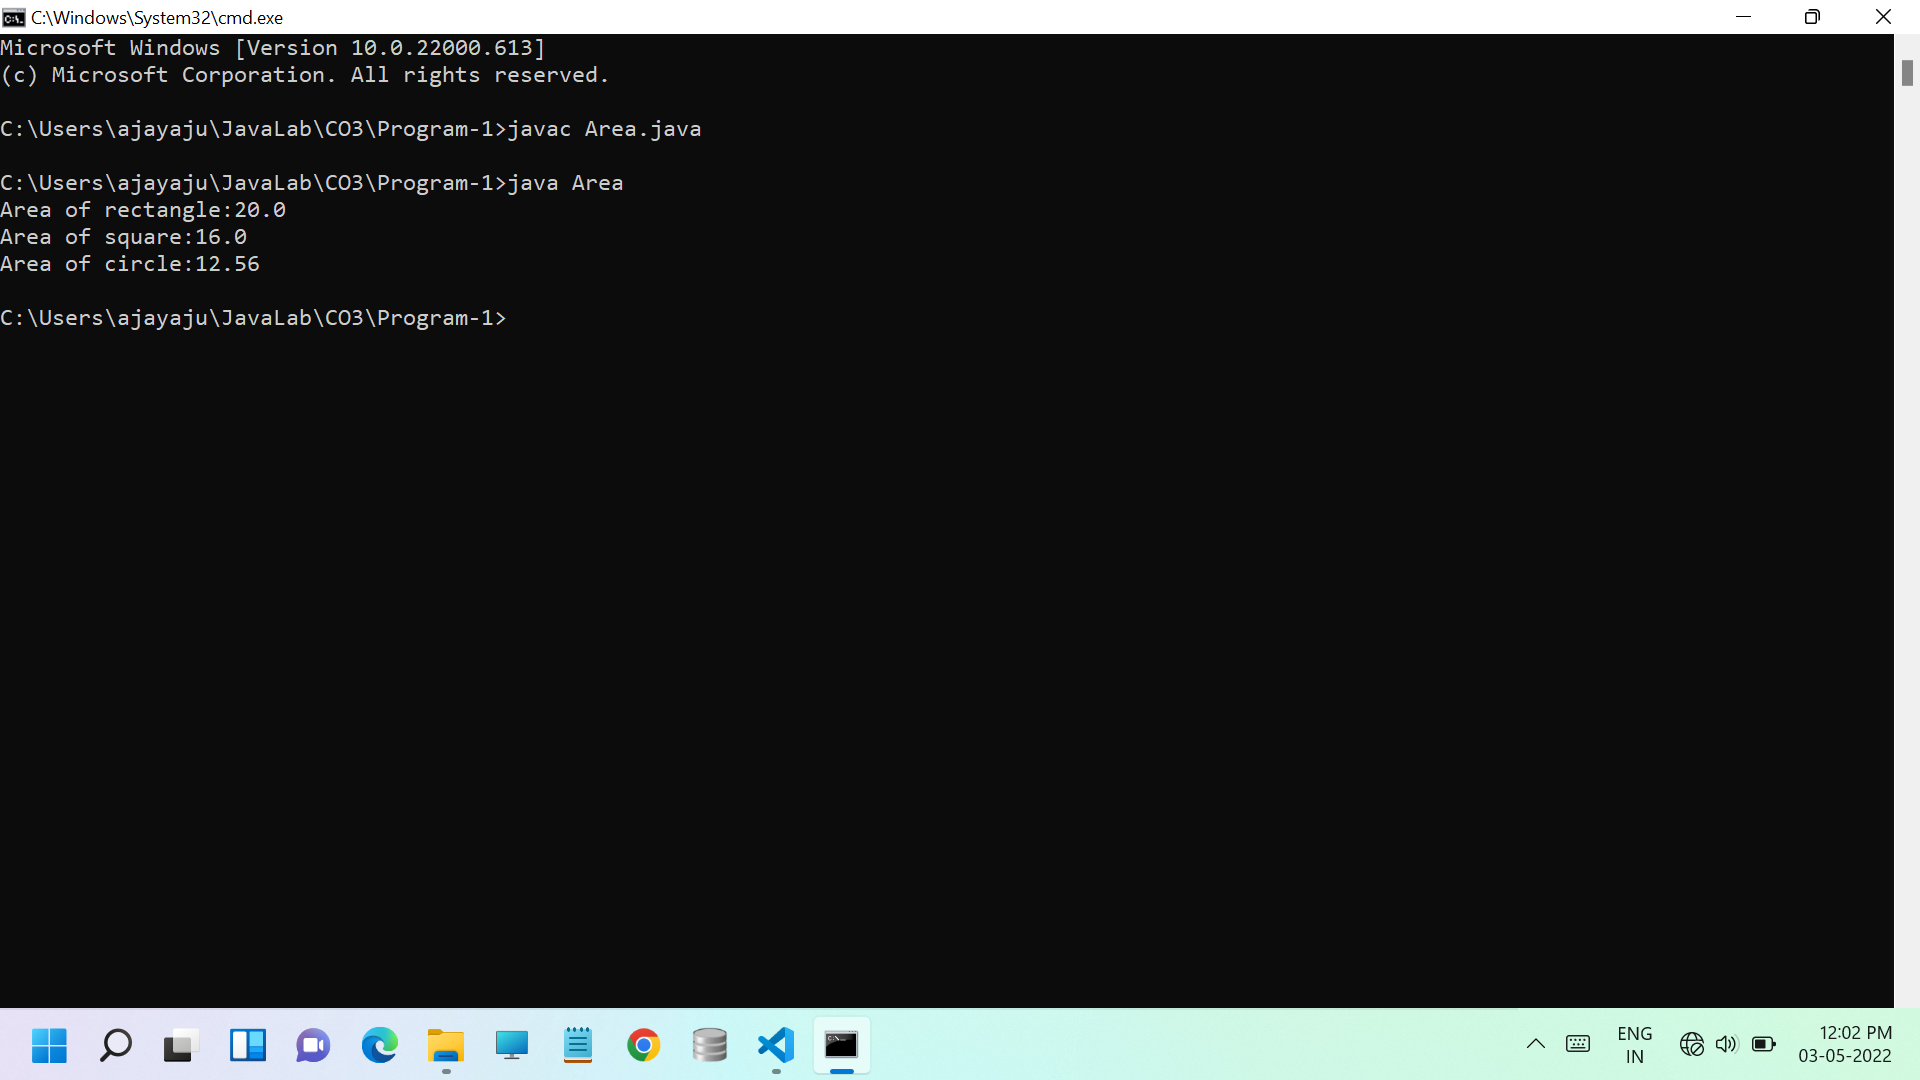 C:\Windows\System32\cmd.exe
Microsoft Windows [Version 10.0.22000.613]
(c) Microsoft Corporation. All rights reserved.
C:\Users\ajayaju\JavaLab\CO3\Program-1>javac Area.java
C:\Users\ajayaju\JavaLab\CO3\Program-1>java Area
Area of rectangle:20.0
Area of square:16.0
Area of circle:12.56
C:\Users\ajayaju\JavaLab\CO3\Program-1>
ENG
IN
12:02 PM
03-05-2022